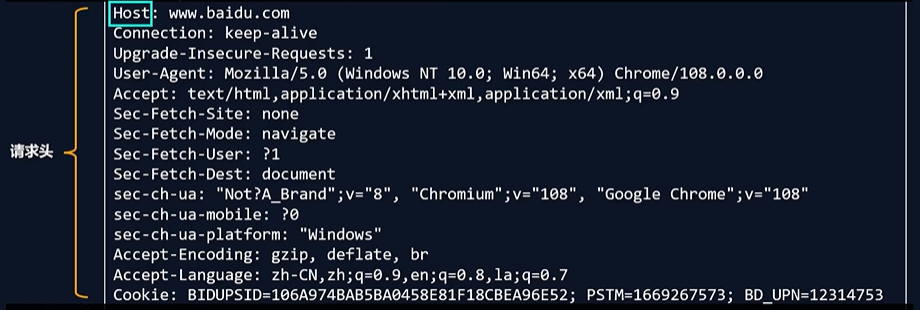 Host: www.baidu.com
Connection: keep-alive
Upgrade-Insecure-Requests: 1
User-Agent: Mozilla/5.0 (Windows NT 10.0; Win64; x64) Chrome/108.0.0.0
Accept: text/html,application/xhtml+xml,application/xml;q=0.9
Sec-Fetch-Site: none
Sec-Fetch-Mode: navigate
请求头
Sec-Fetch-User: ?1
Sec-Fetch-Dest: document
sec-ch-ua: "Not?A_Brand";v="8", "Chromium";v="108", "Google Chrome";v="108"
sec-ch-ua-mobile: ?0
sec-ch-ua-platform: "Windows"
Accept-Encoding: gzip, deflate, br
Accept-Language: zh-CN,zh;q=0.9,en;q=0.8,la;q=0.7
Cookie: BIDUPSID=106A974BAB5BA0458E81F18CBEA96E52; PSTM=1669267573; BD_UPN=12314753